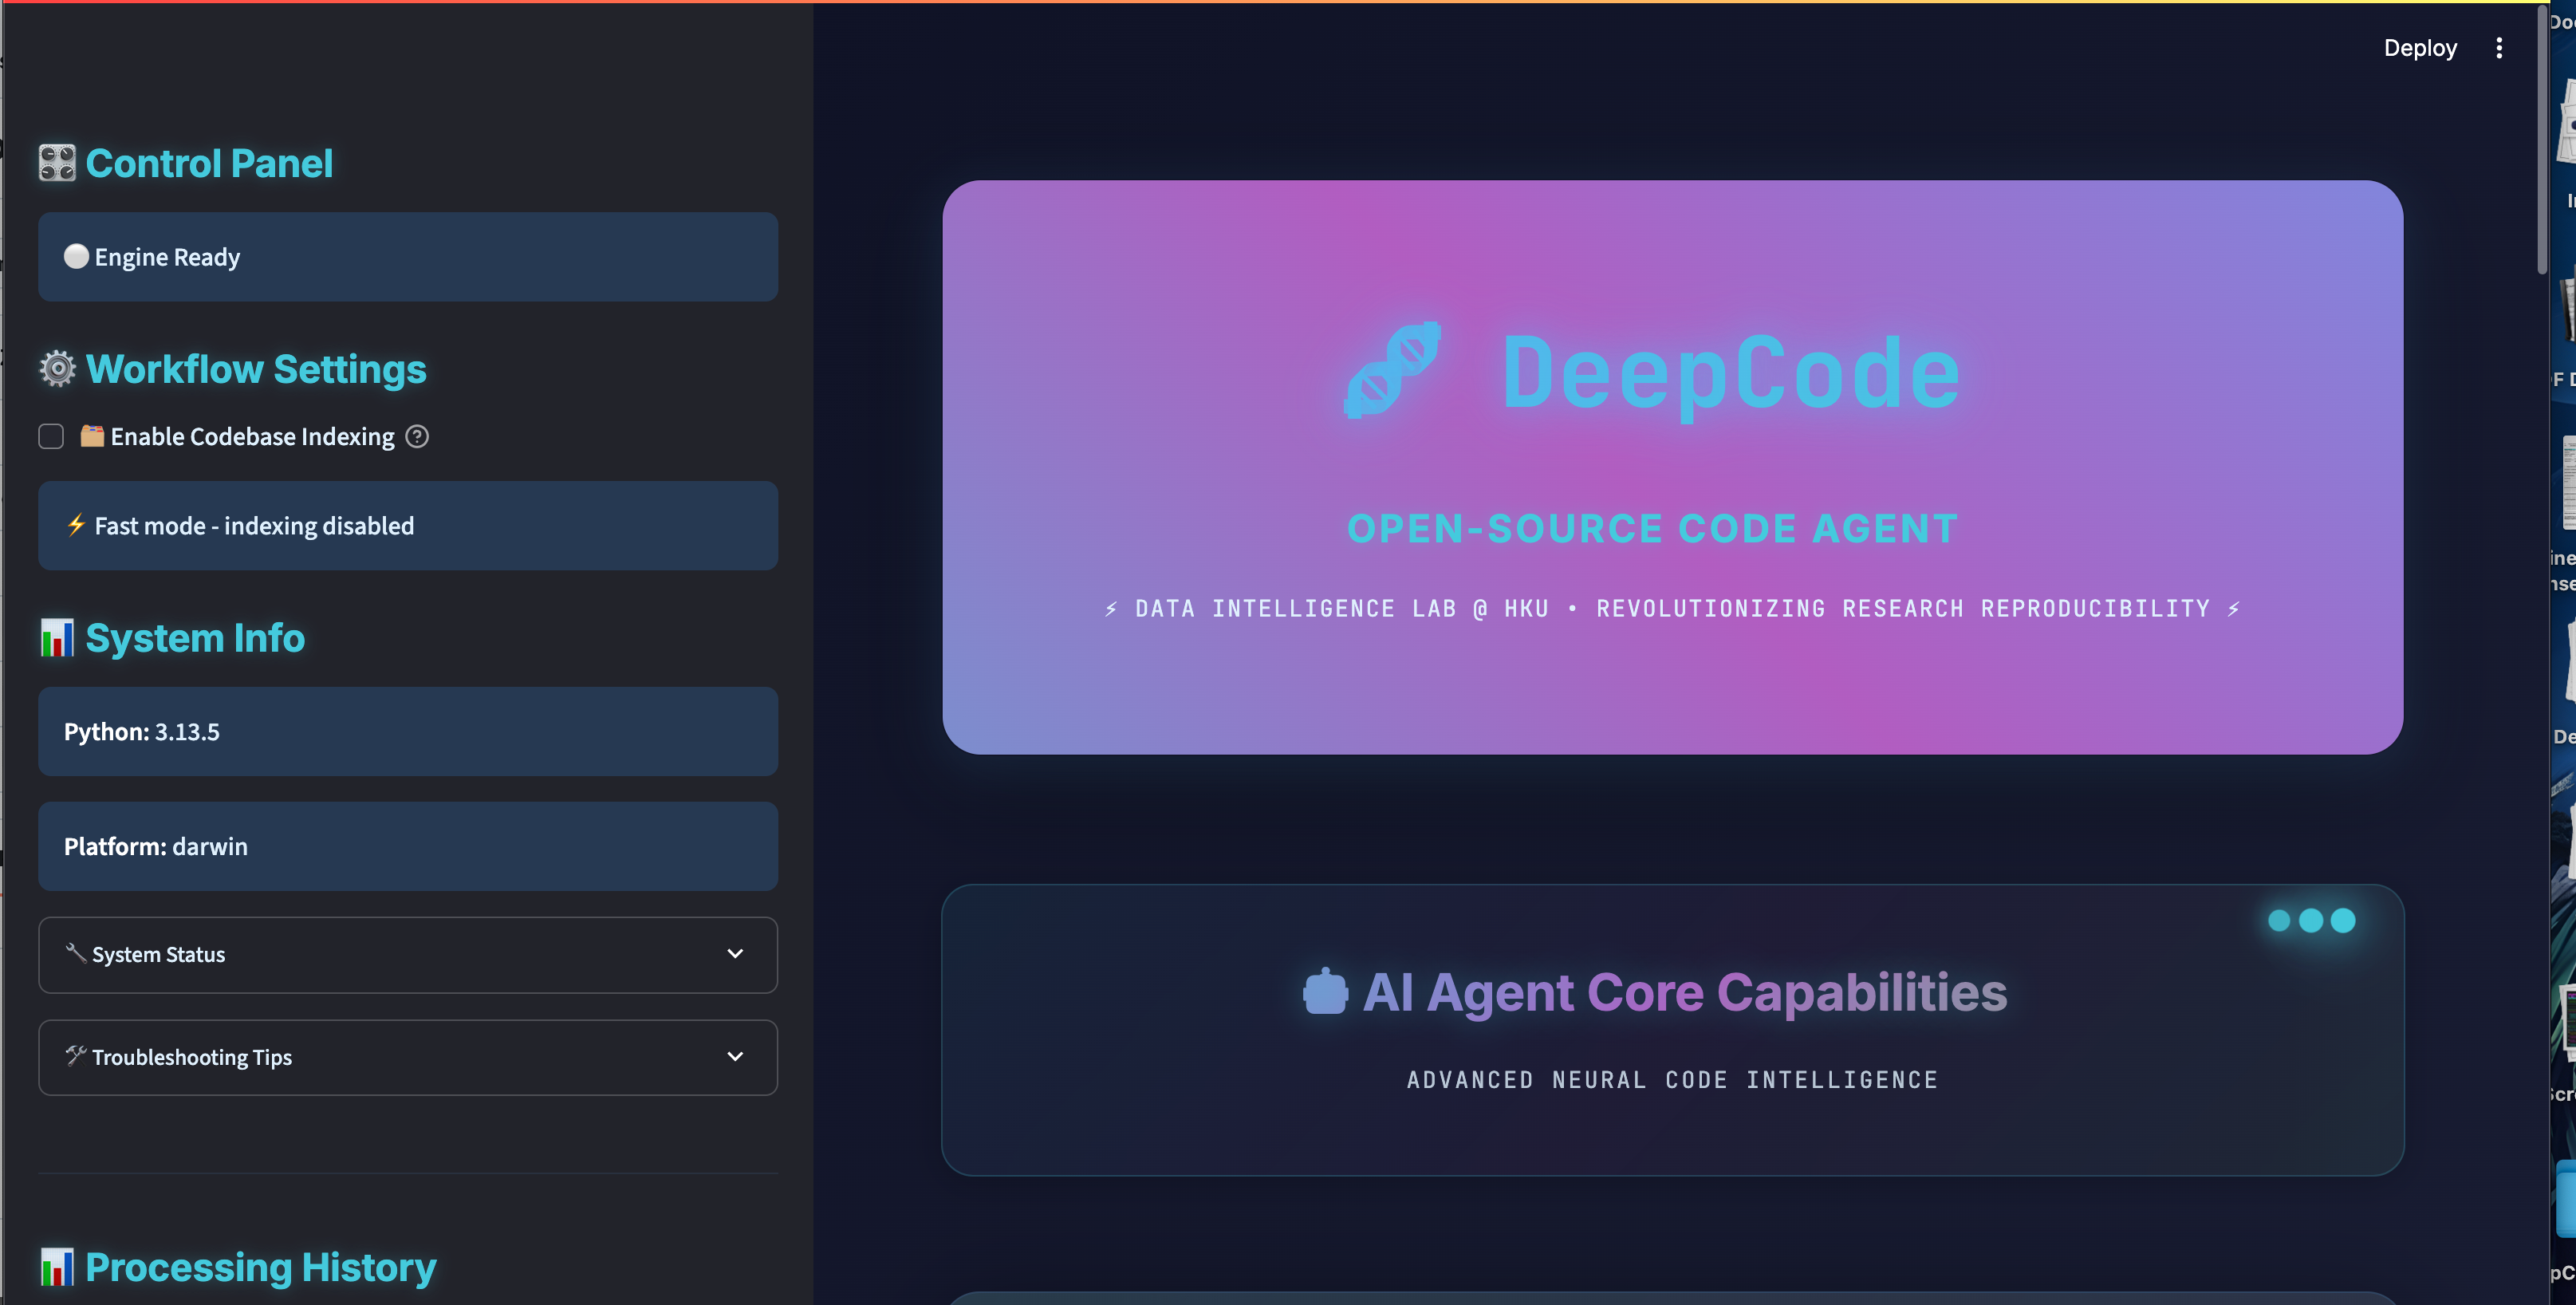 Deploy
Control Panel
Engine Ready
Workflow Settings
Enable Codebase Indexing
Fast mode - indexing disabled
System Info
Python: 3.13.5
Platform: darwin
System Status
Troubleshooting Tips
Processing History
DeepCode
OPEN-SOURCE CODE AGENT
⚡ DATA INTELLIGENCE LAB @ HKU • REVOLUTIONIZING RESEARCH REPRODUCIBILITY ⚡
AI Agent Core Capabilities
ADVANCED NEURAL CODE INTELLIGENCE